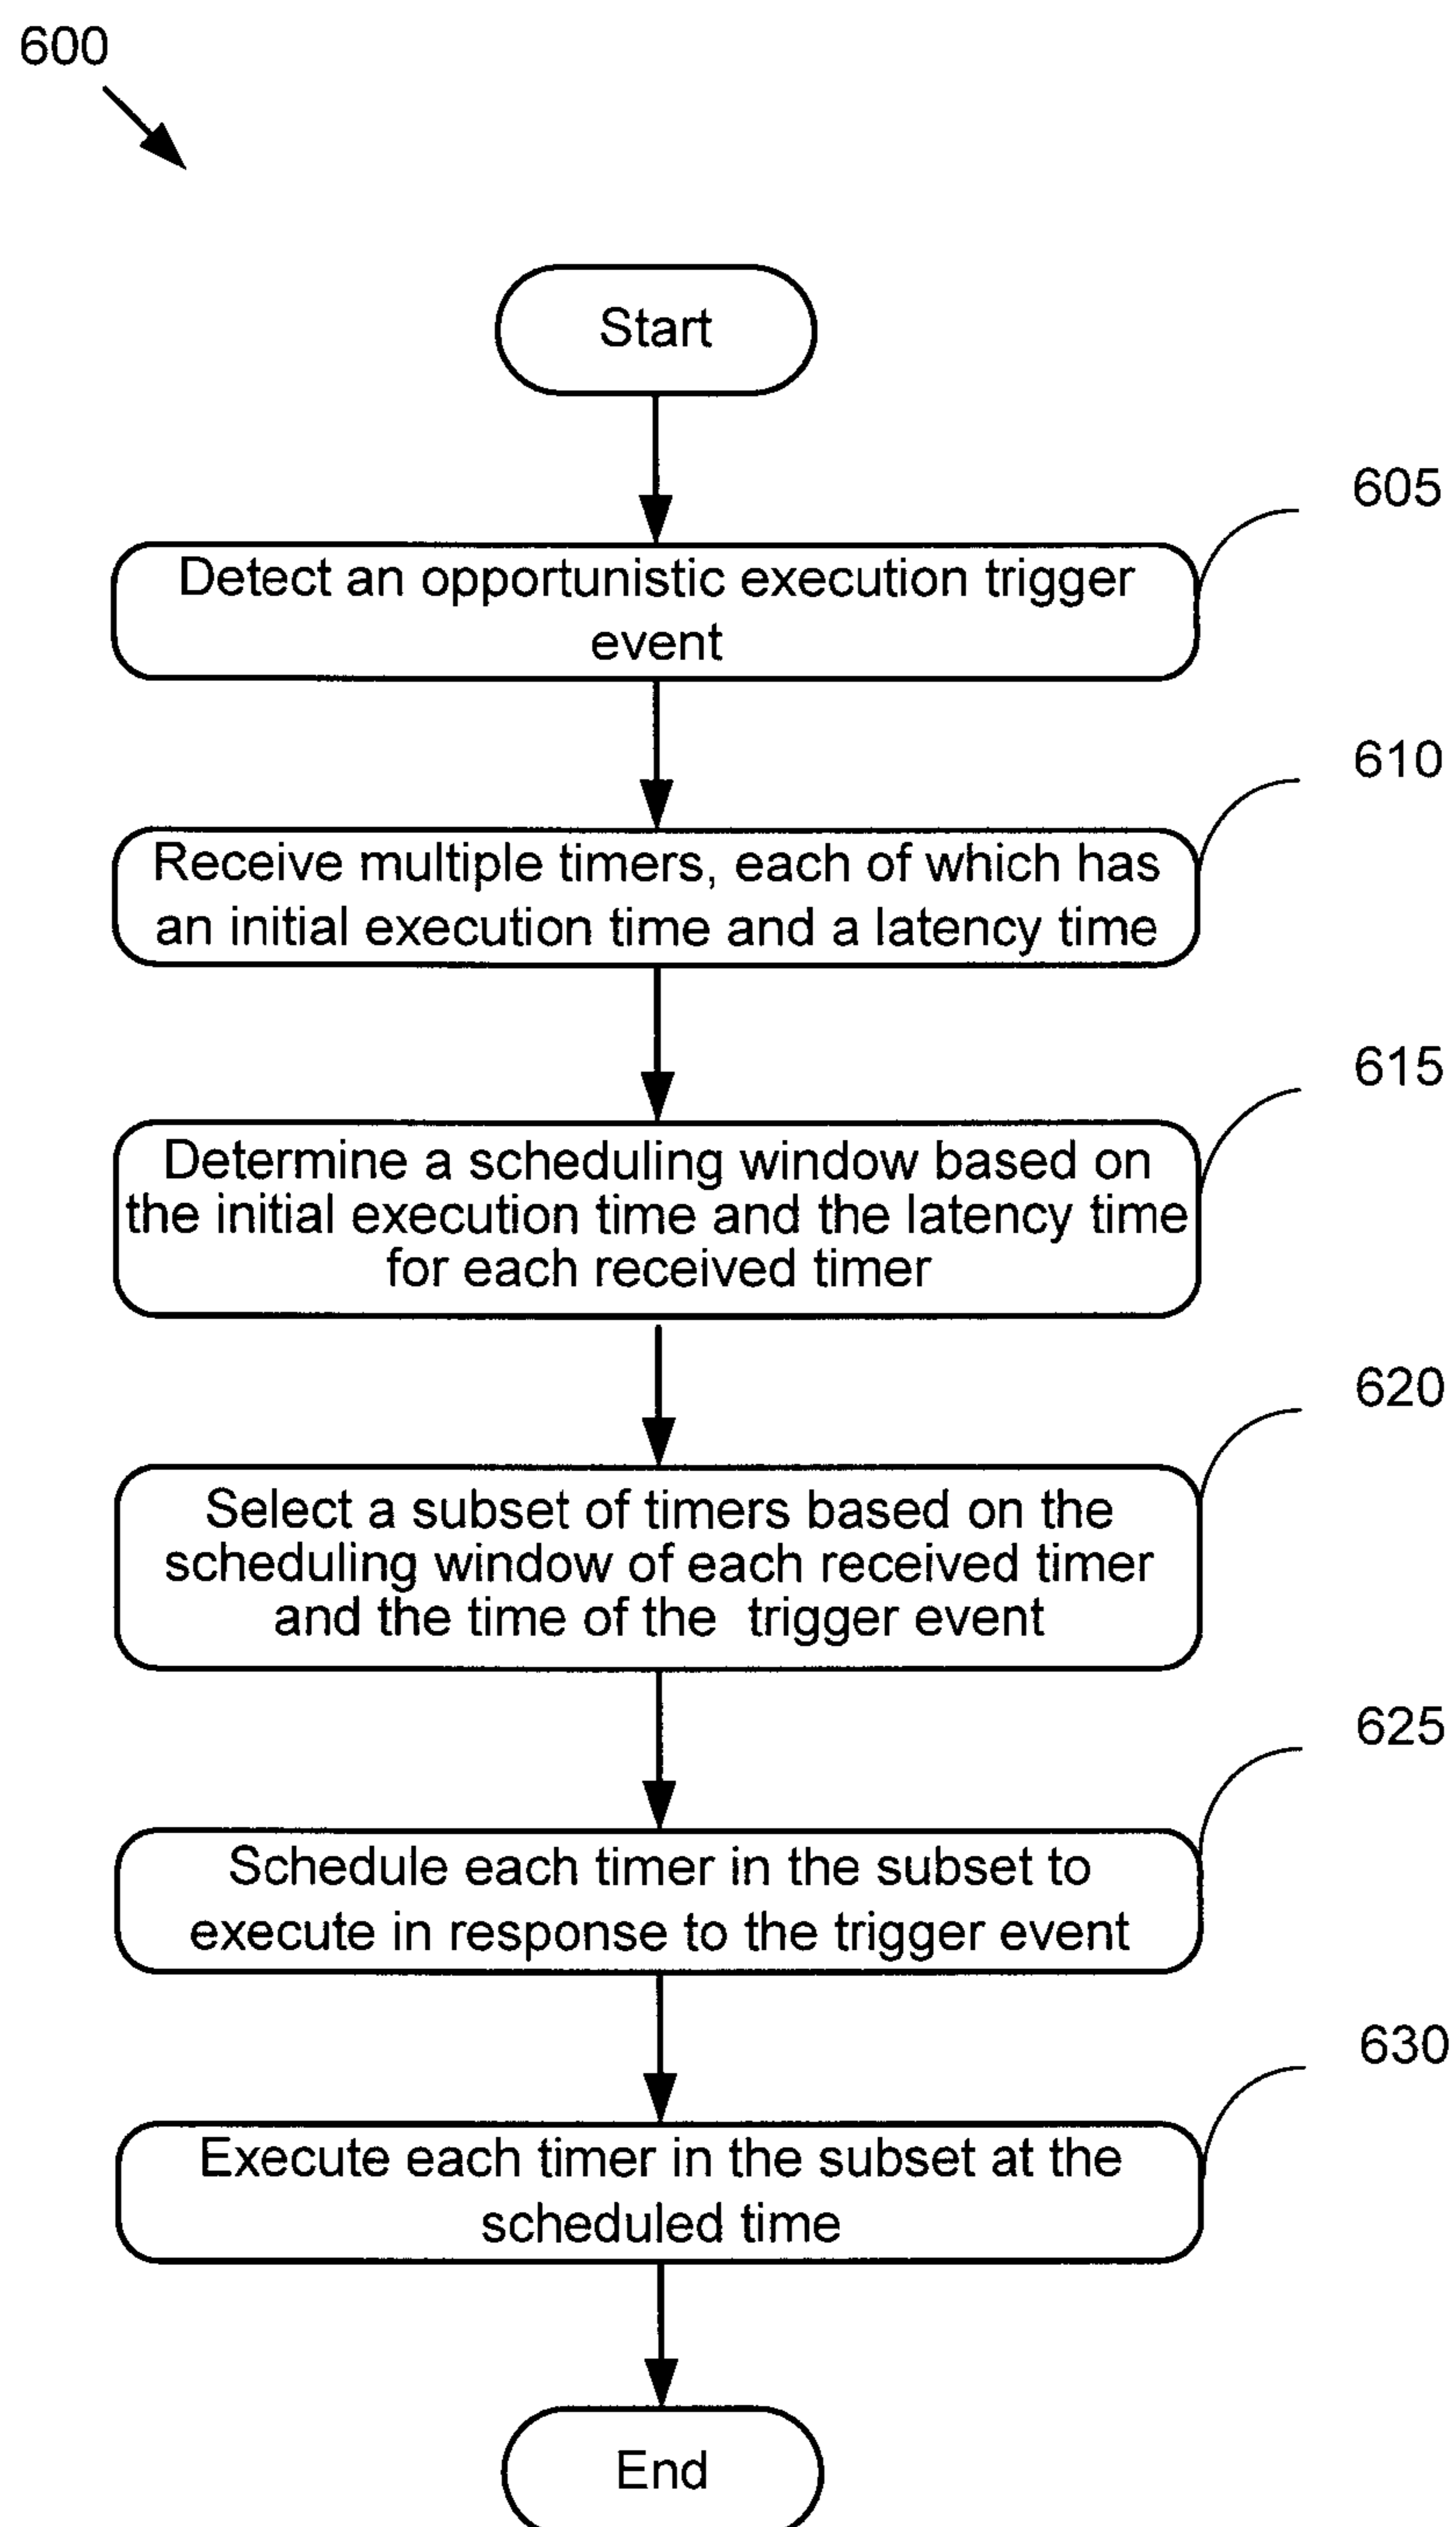 600
Start
605
Detect an opportunistic execution trigger
event
610
Receive multiple timers, each of which has
an initial execution time and a latency time
615
Determine a scheduling window based on
the initial execution time and the latency time
for each received timer
620
Select a subset of timers based on the
scheduling window of each received timer
and the time of the trigger event
625
Schedule each timer in the subset to
execute in response to the trigger event
630
Execute each timer in the subset at the
scheduled time
End